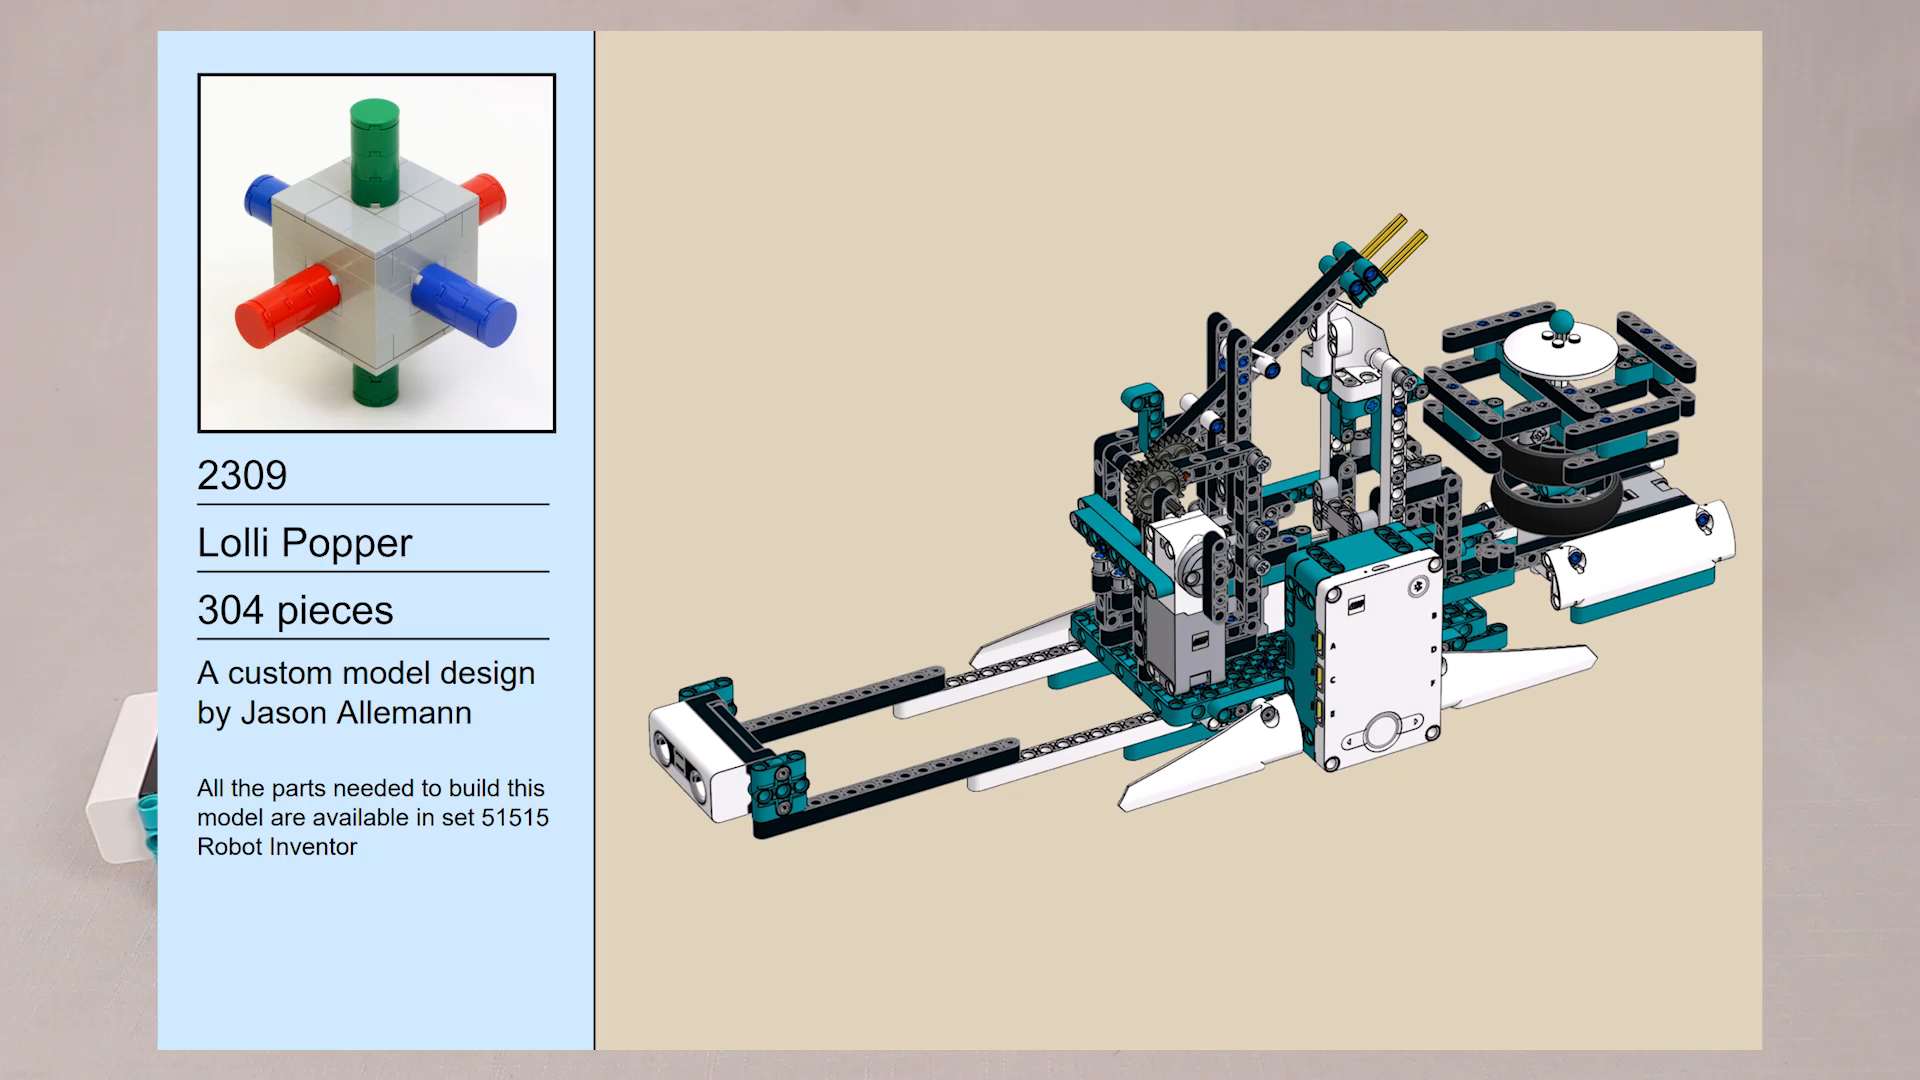 2309
Lolli Popper
304 pieces
A custom model design
by Jason Allemann
All the parts needed to build this
model are available in set 51515
Robot Inventor
A
B
C
D
E
F